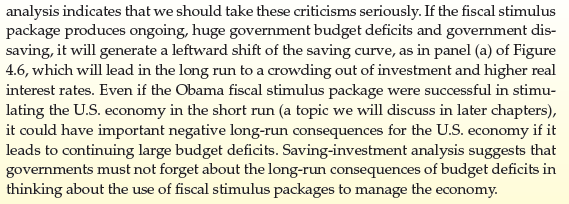 analysis indicates that we should take these criticisms seriously. If the fiscal stimulus
package produces ongoing, huge government budget deficits and government dis-
saving, it will generate a leftward shift of the saving curve, as in panel (a) of Figure
4.6, which will lead in the long run to a crowding out of investment and higher real
interest rates. Even if the Obama fiscal stimulus package were successful in stimu-
lating the U.S. economy in the short run (a topic we will discuss in later chapters),
it could have important negative long-run consequences for the U.S. economy if it
leads to continuing large budget deficits. Saving-investment analysis suggests that
governments must not forget about the long-run consequences of budget deficits in
thinking about the use of fiscal stimulus packages to manage the economy.